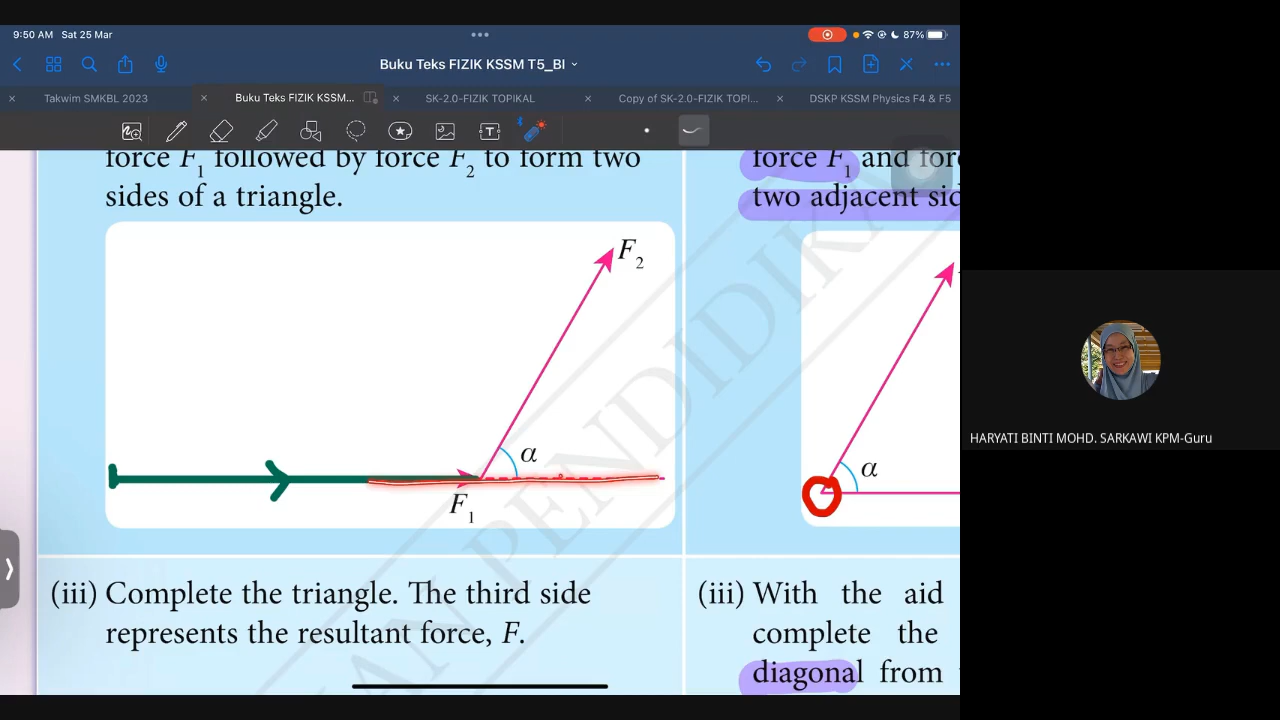 9:50 AM Sat 25 Mar
87%
Buku Teks FIZIK KSSM T5_BI
Takwim SMKBL 2023
Buku Teks FIZIK KSSM...
SK-2.0-FIZIK TOPIKAL
Copy of SK-2.0-FIZIK TOPI...
DSKP KSSM Physics F4 & F5
force F₁ followed by force F₂ to form two
sides of a triangle.
F₂
α
F₁
(iii) Complete the triangle. The third side
represents the resultant force, F.
force F₁ and
two adjacent
α
(iii) With the aid
complete the
diagonal from
PENDIDIKA
HARYATI BINTI MOHD. SARKAWI KPM-Guru